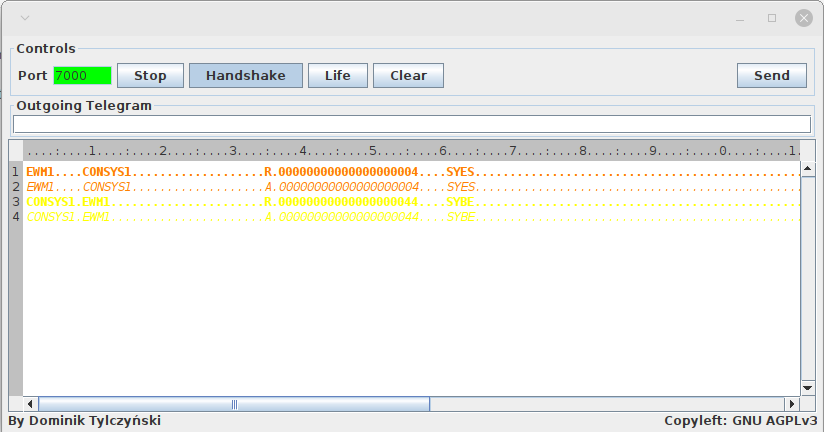 Controls
Port 7000 Stop Handshake Life Clear Send
Outgoing Telegram
....:....1....:....2....:....3....:....4....:....5....:....6....:....7....:....8....:....9....:....0....:....1.
1 EWM1....CONSYS1...................R.00000000000000000004....SYES..............................................
2 EWM1....CONSYS1...................A.00000000000000000004....SYES..............................................
3 CONSYS1.EWM1......................R.00000000000000000044....SYBE..............................................
4 CONSYS1.EWM1......................A.00000000000000000044....SYBE..............................................
By Dominik Tylczyński Copyleft: GNU AGPLv3